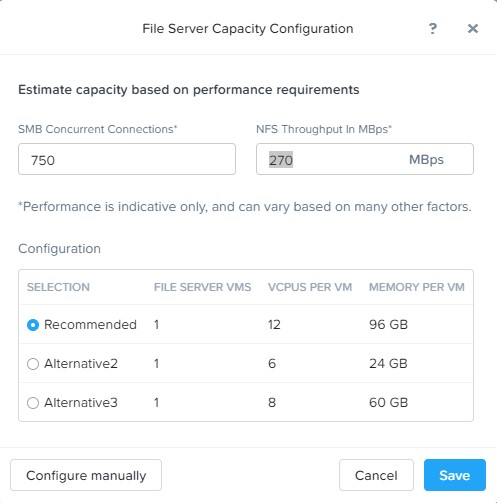 File Server Capacity Configuration ? ×
Estimate capacity based on performance requirements
SMB Concurrent Connections* NFS Throughput In MBps*
750 270 MBps
*Performance is indicative only, and can vary based on many other factors.
Configuration
SELECTION FILE SERVER VMS VCPUS PER VM MEMORY PER VM
Recommended 1 12 96 GB
Alternative2 1 6 24 GB
Alternative3 1 8 60 GB
Configure manually Cancel Save